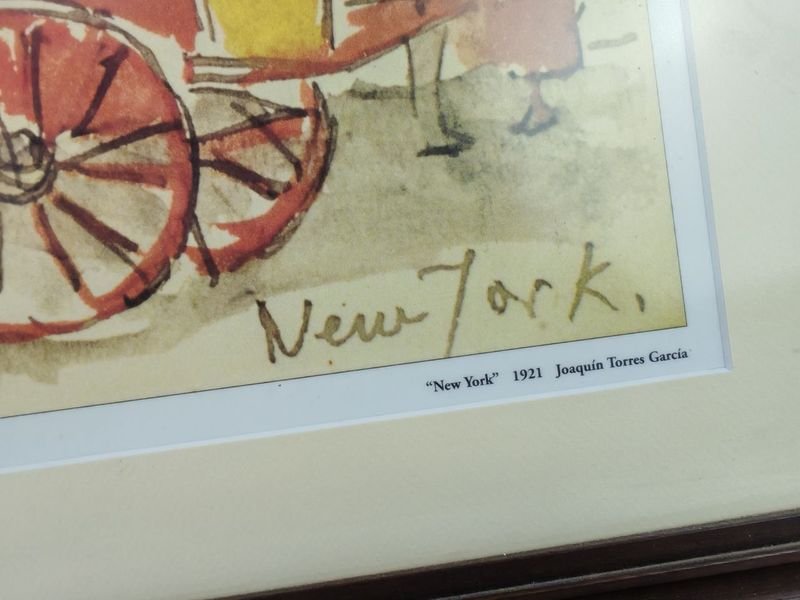 New York.
“New York” 1921 Joaquín Torres García